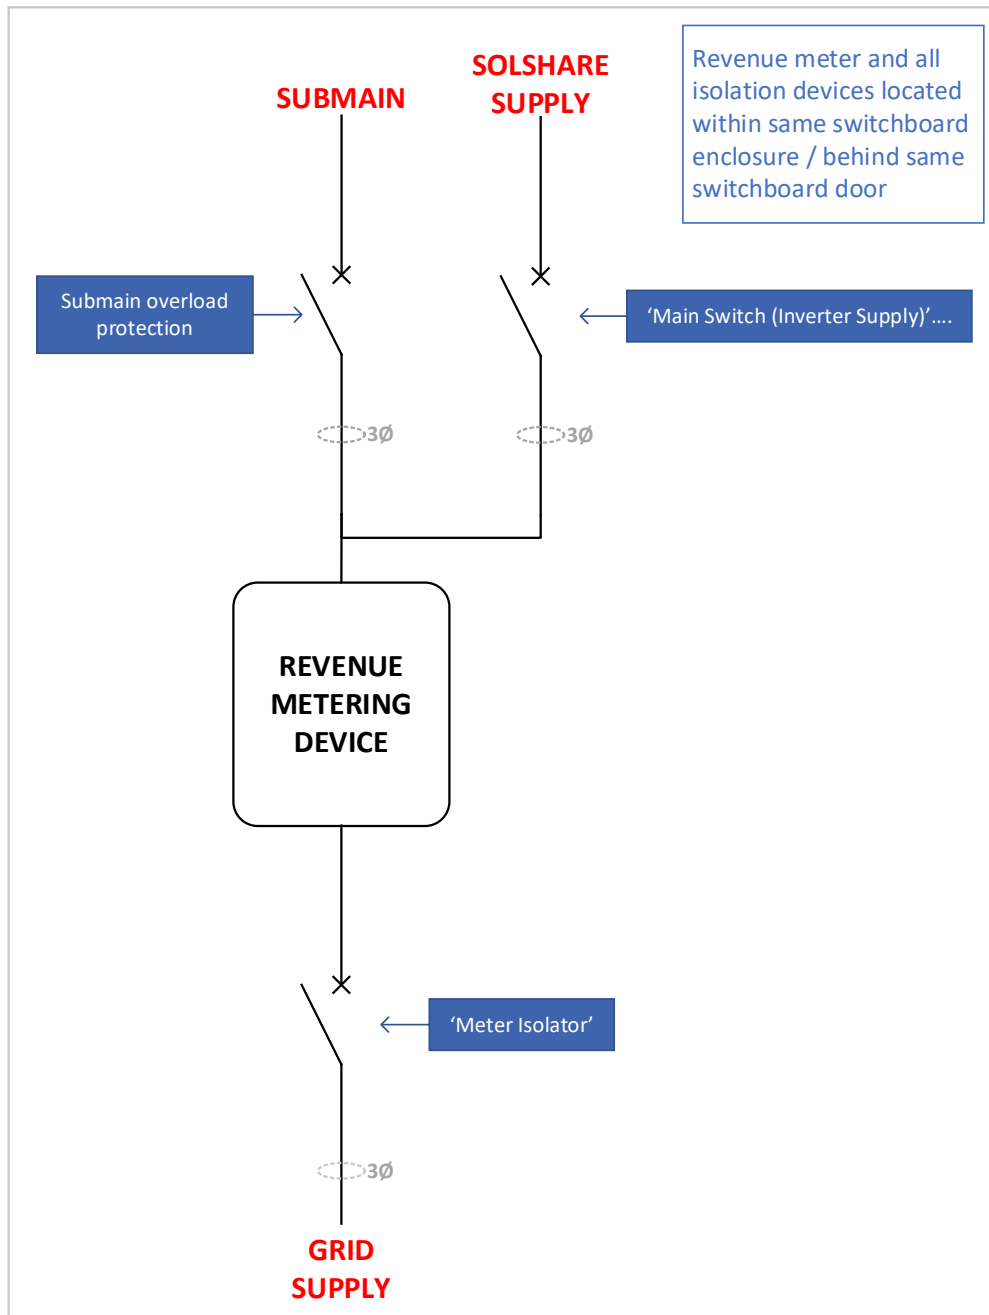 SUBMAIN
SOLSHARE
SUPPLY
Revenue meter and all
isolation devices located
within same switchboard
enclosure / behind same
switchboard door
Submain overload
protection
‘Main Switch (Inverter Supply)’....
3Ø
3Ø
REVENUE
METERING
DEVICE
‘Meter Isolator’
3Ø
GRID
SUPPLY